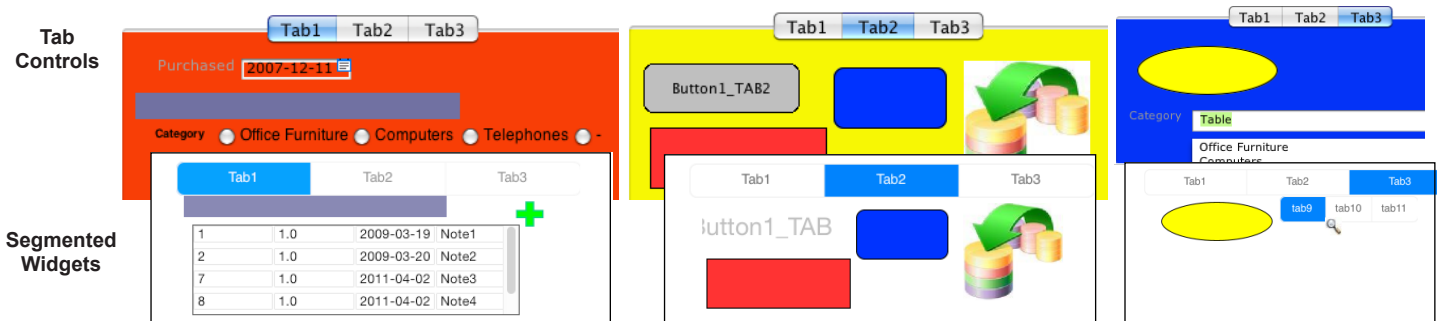 Tab
Controls
Tab1 Tab2 Tab3
Purchased 2007-12-11
Category Office Furniture Computers Telephones -
Tab1 Tab2 Tab3
Button1_TAB2
Tab1 Tab2 Tab3
Category Table
Office Furniture
Computers
Segmented
Widgets
Tab1 Tab2 Tab3
1 1.0 2009-03-19 Note1
2 1.0 2009-03-20 Note2
7 1.0 2011-04-02 Note3
8 1.0 2011-04-02 Note4
Tab1 Tab2 Tab3
utton1_TAB
Tab1 Tab2 Tab3
tab9 tab10 tab11